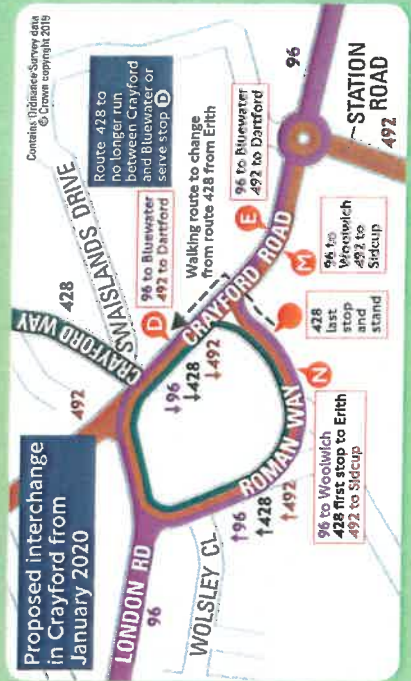 Proposed interchange
in Crayford from
January 2020
Contains Ordnance Survey data
© Crown copyright 2019
Route 428 to
no longer run
between Crayford
and Bluewater or
serve stop D
LONDON RD
96
WOLSLEY CL
492
428
CRAYFORD WAY
SWAISLANDS DRIVE
D
96 to Bluewater
492 to Dartford
Walking route to change
from route 428 from Erith
CRAYFORD ROAD
↓96
↓428
↓492
ROMAN WAY
↑96
↑428
↑492
E
96 to Bluewater
492 to Dartford
M
96 to
Woolwich
492 to
Sidcup
428
last
stop
and
stand
N
96 to Woolwich
428 first stop to Erith
492 to Sidcup
96
STATION
ROAD
492